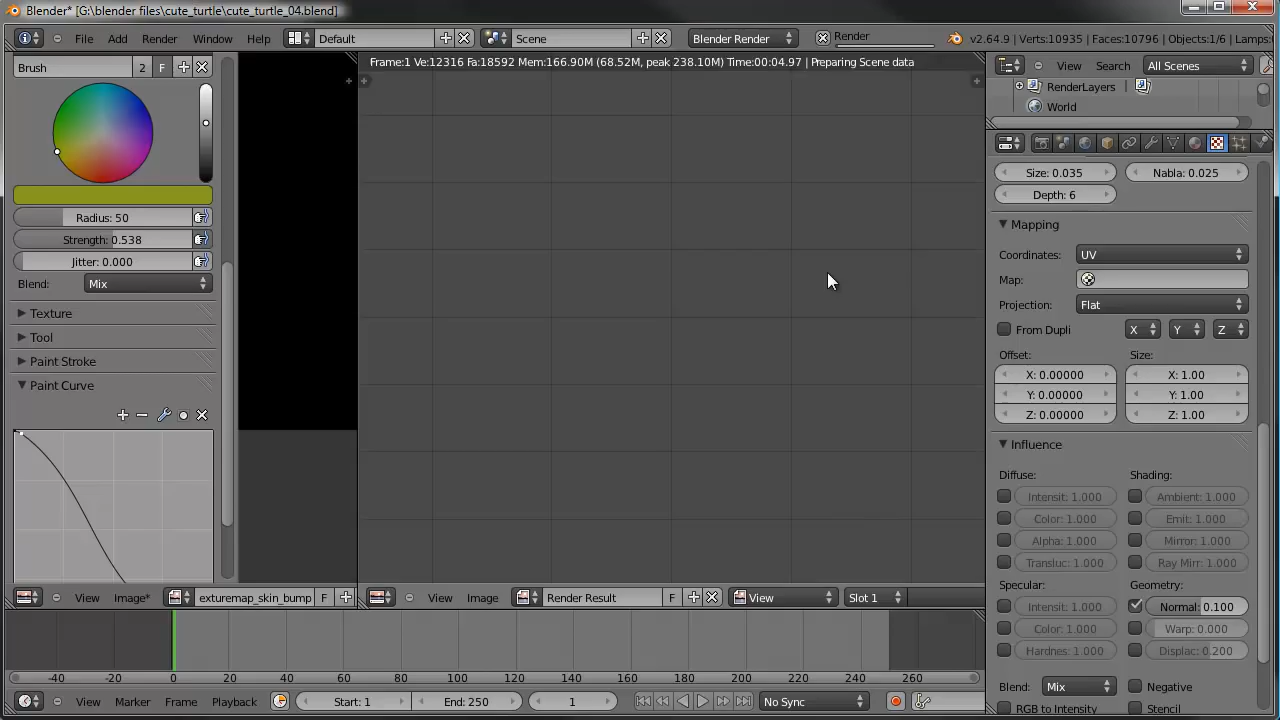 Blender* [G:\blender files\cute_turtle\cute_turtle_04.blend]
File Add Render Window Help Default Scene Blender Render Render v2.64.9 | Verts:10935 | Faces:10796 | Objects:1/6 | Lamps:
Brush 2 F
Frame:1 Ve:12316 Fa:18592 Mem:166.90M (68.52M, peak 238.10M) Time:00:04.97 | Preparing Scene data
View Search All Scenes
RenderLayers
World
Size: 0.035 Nabla: 0.025
Depth: 6
Radius: 50
Strength: 0.538
Jitter: 0.000
Blend: Mix
Texture
Tool
Paint Stroke
Paint Curve
Mapping
Coordinates: UV
Map:
Projection: Flat
From Dupli X Y Z
Offset: Size:
X: 0.00000 X: 1.00
Y: 0.00000 Y: 1.00
Z: 0.00000 Z: 1.00
Influence
Diffuse: Shading:
Intensit: 1.000 Ambient: 1.000
Color: 1.000 Emit: 1.000
Alpha: 1.000 Mirror: 1.000
Transluc: 1.000 Ray Mirr: 1.000
Specular: Geometry:
Intensit: 1.000 Normal: 0.100
Color: 1.000 Warp: 0.000
Hardnes: 1.000 Displac: 0.200
Blend: Mix Negative
RGB to Intensity Stencil
View Image* exturemap_skin_bump F View Image Render Result F View Slot 1
-40 -20 0 20 40 60 80 100 120 140 160 180 200 220 240 260
View Marker Frame Playback Start: 1 End: 250 1 No Sync